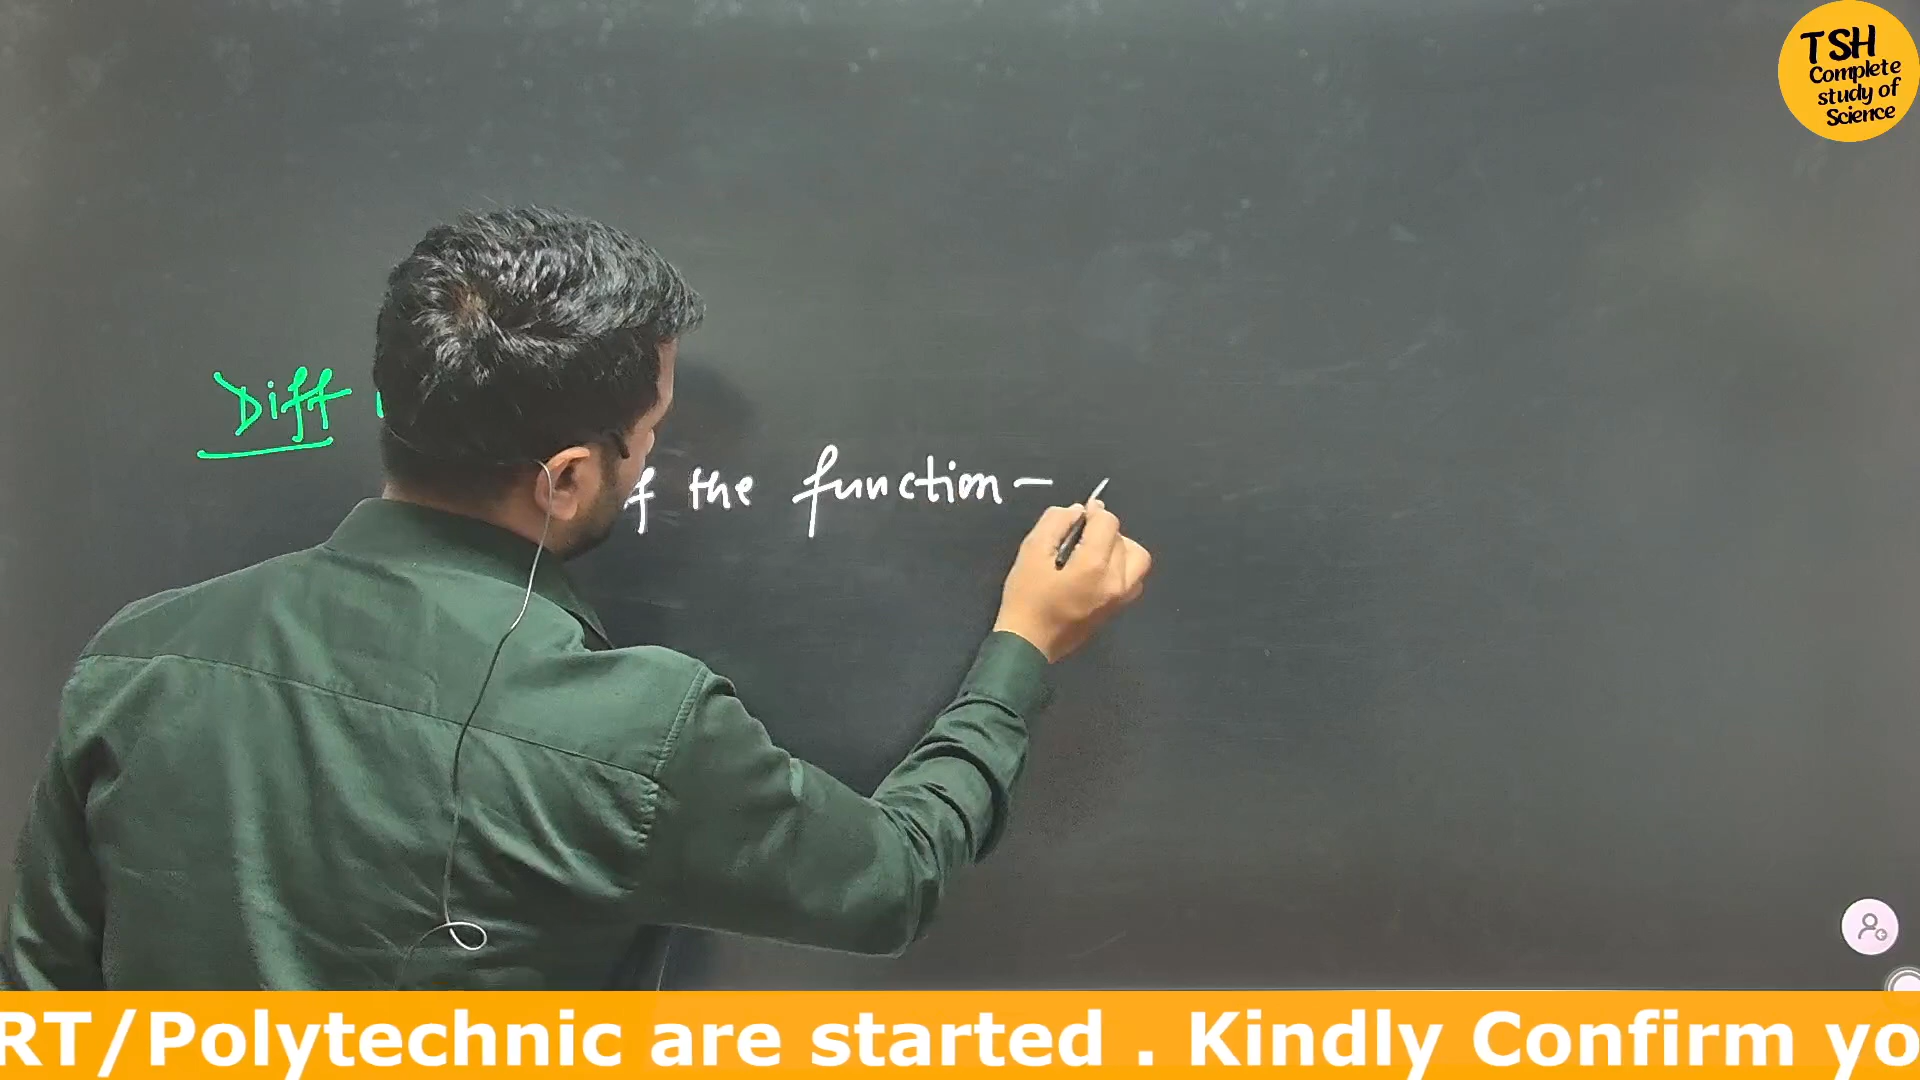 TSH
Complete
study of
Science
Diff
the function-
RT/Polytechnic are started . Kindly Confirm yo